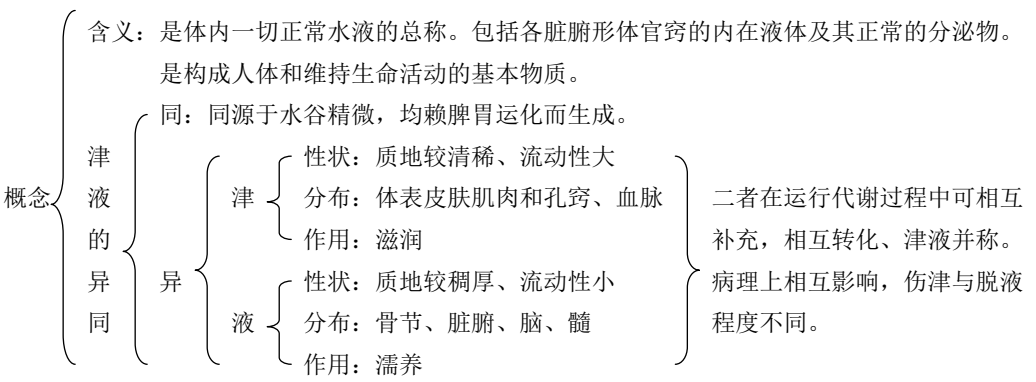 含义：是体内一切正常水液的总称。包括各脏腑形体官窍的内在液体及其正常的分泌物。
是构成人体和维持生命活动的基本物质。
同：同源于水谷精微，均赖脾胃运化而生成。
概念
津液的异同
异
津
性状：质地较清稀、流动性大
分布：体表皮肤肌肉和孔窍、血脉
作用：滋润
液
性状：质地较稠厚、流动性小
分布：骨节、脏腑、脑、髓
作用：濡养
二者在运行代谢过程中可相互
补充，相互转化、津液并称。
病理上相互影响，伤津与脱液
程度不同。